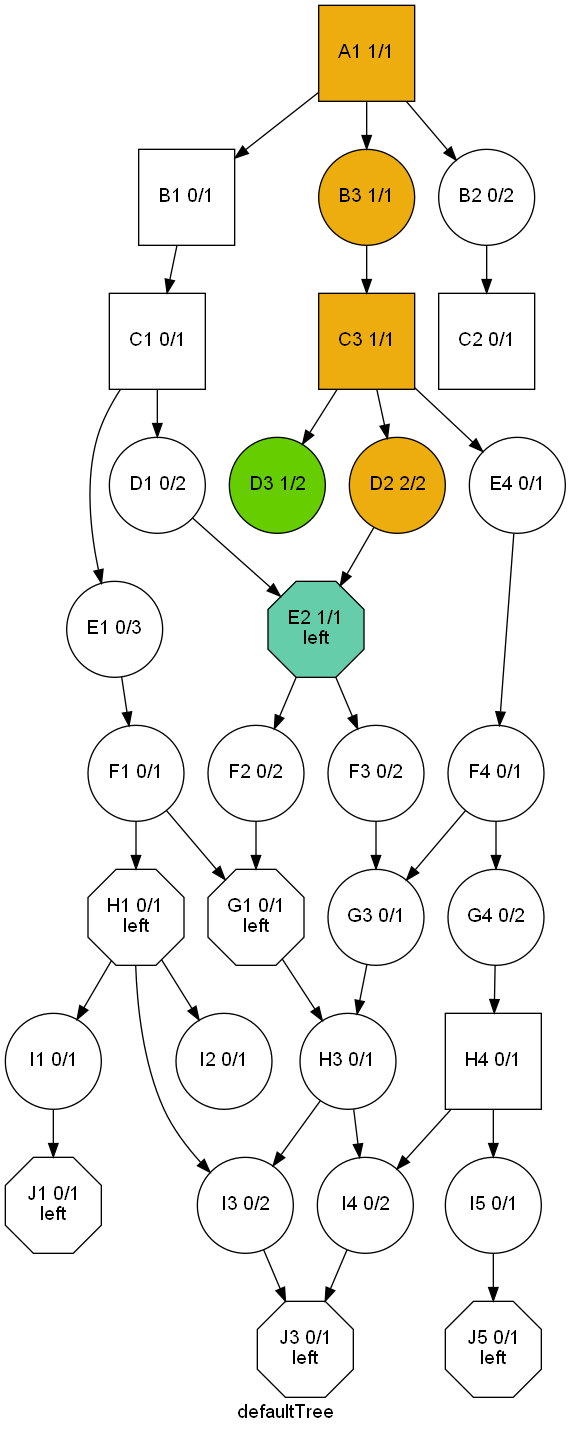 A1 1/1
B1 0/1
B3 1/1
B2 0/2
C1 0/1
C3 1/1
C2 0/1
D1 0/2
D3 1/2
D2 2/2
E4 0/1
E1 0/3
E2 1/1
left
F1 0/1
F2 0/2
F3 0/2
F4 0/1
H1 0/1
left
G1 0/1
left
G3 0/1
G4 0/2
I1 0/1
I2 0/1
H3 0/1
H4 0/1
J1 0/1
left
I3 0/2
I4 0/2
I5 0/1
J3 0/1
left
J5 0/1
left
defaultTree